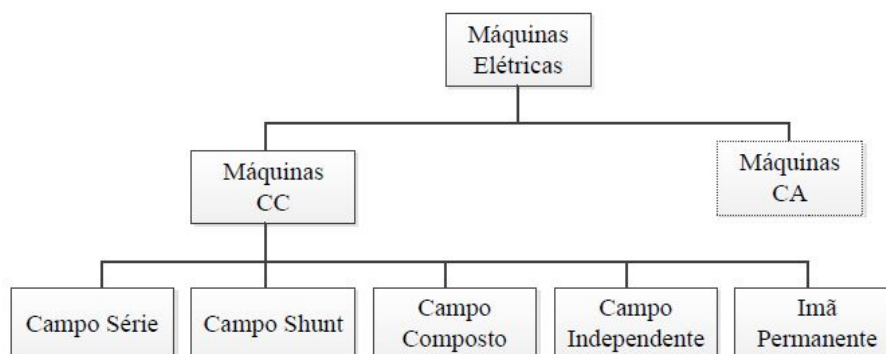 Máquinas
Elétricas
Máquinas
CC
Máquinas
CA
Campo Série
Campo Shunt
Campo
Composto
Campo
Independente
Imã
Permanente